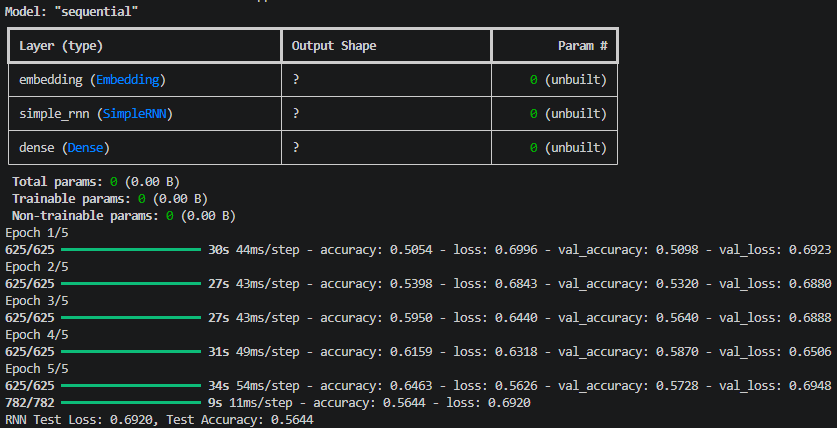 Model: "sequential"
Layer (type) Output Shape Param #
embedding (Embedding) ? 0 (unbuilt)
simple_rnn (SimpleRNN) ? 0 (unbuilt)
dense (Dense) ? 0 (unbuilt)
Total params: 0 (0.00 B)
Trainable params: 0 (0.00 B)
Non-trainable params: 0 (0.00 B)
Epoch 1/5
625/625 30s 44ms/step - accuracy: 0.5054 - loss: 0.6996 - val_accuracy: 0.5098 - val_loss: 0.6923
Epoch 2/5
625/625 27s 43ms/step - accuracy: 0.5398 - loss: 0.6843 - val_accuracy: 0.5320 - val_loss: 0.6880
Epoch 3/5
625/625 27s 43ms/step - accuracy: 0.5950 - loss: 0.6440 - val_accuracy: 0.5640 - val_loss: 0.6888
Epoch 4/5
625/625 31s 49ms/step - accuracy: 0.6159 - loss: 0.6318 - val_accuracy: 0.5870 - val_loss: 0.6506
Epoch 5/5
625/625 34s 54ms/step - accuracy: 0.6463 - loss: 0.5626 - val_accuracy: 0.5728 - val_loss: 0.6948
782/782 9s 11ms/step - accuracy: 0.5644 - loss: 0.6920
RNN Test Loss: 0.6920, Test Accuracy: 0.5644